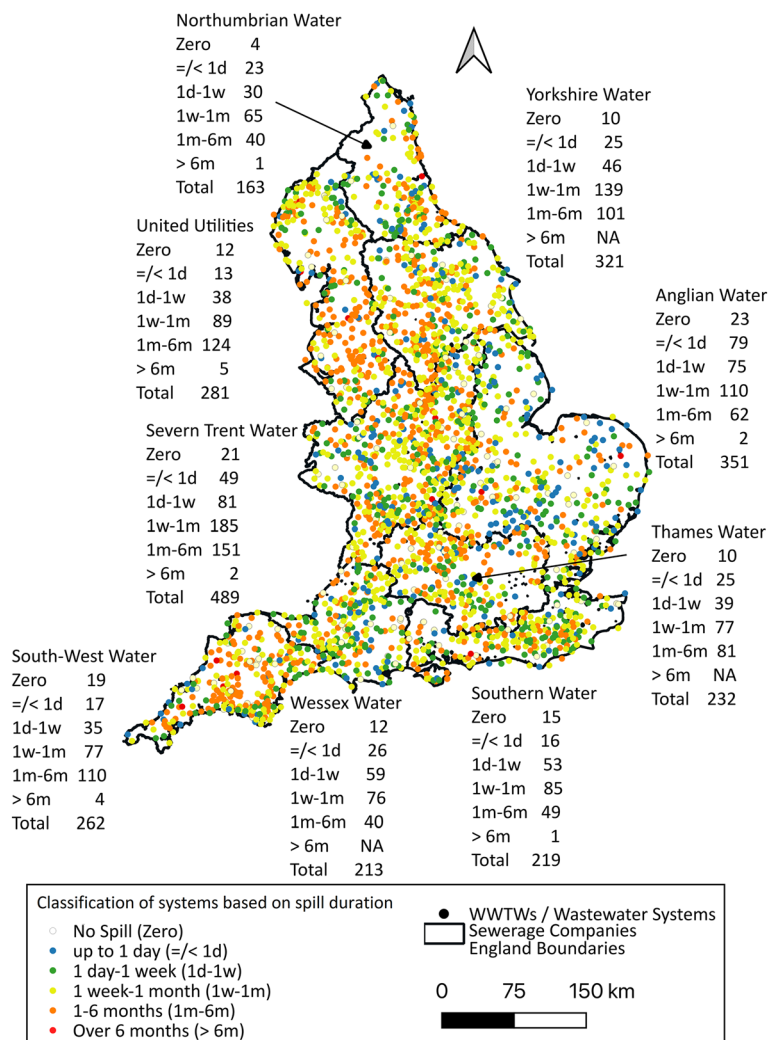 Northumbrian Water
Zero 4
=/< 1d 23
1d-1w 30
1w-1m 65
1m-6m 40
> 6m 1
Total 163
Yorkshire Water
Zero 10
=/< 1d 25
1d-1w 46
1w-1m 139
1m-6m 101
> 6m NA
Total 321
United Utilities
Zero 12
=/< 1d 13
1d-1w 38
1w-1m 89
1m-6m 124
> 6m 5
Total 281
Anglian Water
Zero 23
=/< 1d 79
1d-1w 75
1w-1m 110
1m-6m 62
> 6m 2
Total 351
Severn Trent Water
Zero 21
=/< 1d 49
1d-1w 81
1w-1m 185
1m-6m 151
> 6m 2
Total 489
Thames Water
Zero 10
=/< 1d 25
1d-1w 39
1w-1m 77
1m-6m 81
> 6m NA
Total 232
South-West Water
Zero 19
=/< 1d 17
1d-1w 35
1w-1m 77
1m-6m 110
> 6m 4
Total 262
Wessex Water
Zero 12
=/< 1d 26
1d-1w 59
1w-1m 76
1m-6m 40
> 6m NA
Total 213
Southern Water
Zero 15
=/< 1d 16
1d-1w 53
1w-1m 85
1m-6m 49
> 6m 1
Total 219
Classification of systems based on spill duration
No Spill (Zero)
up to 1 day (=/< 1d)
1 day-1 week (1d-1w)
1 week-1 month (1w-1m)
1-6 months (1m-6m)
Over 6 months (> 6m)
WWTWs / Wastewater Systems
Sewerage Companies
England Boundaries
0 75 150 km